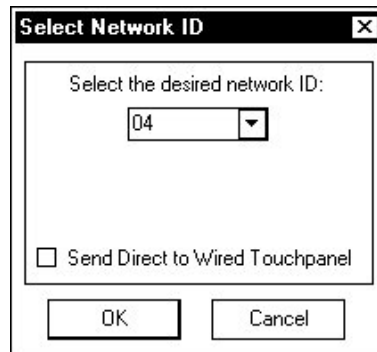 Select Network ID
Select the desired network ID:
04
Send Direct to Wired Touchpanel
OK
Cancel